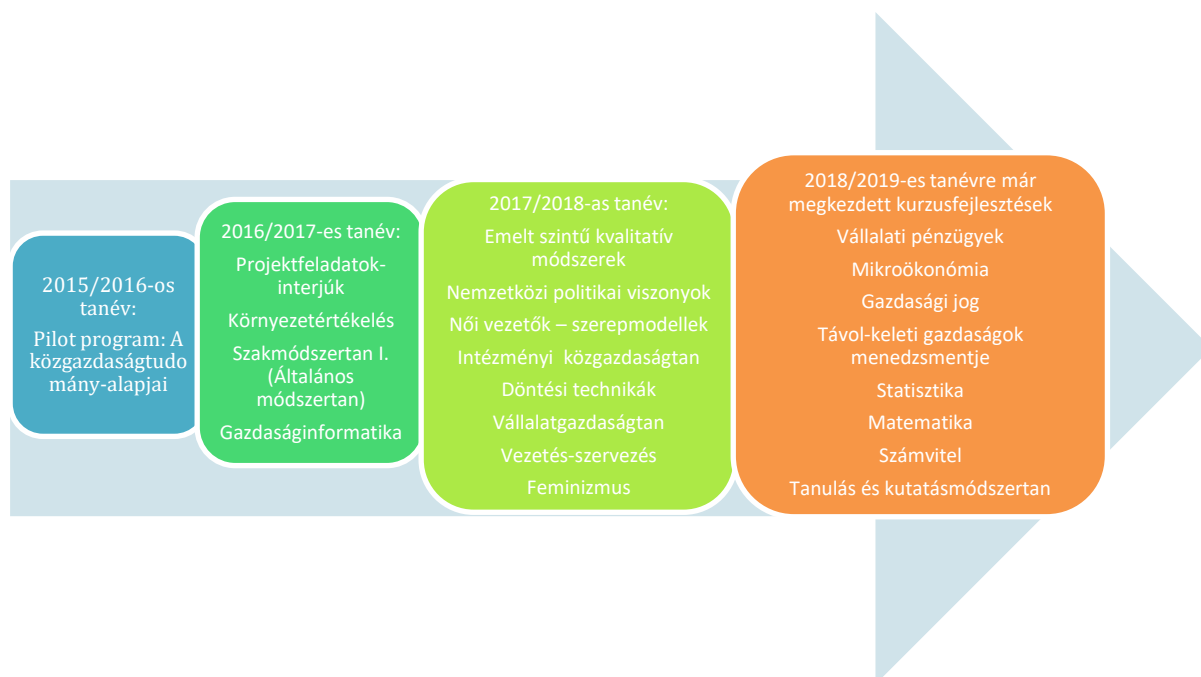 2015/2016-os
tanév:
Pilot program: A
közgazdaságtudo
mány-alapjai
2016/2017-es tanév:
Projektfeladatok-
interjúk
Környezetértékelés
Szakmódszertan I.
(Általános
módszertan)
Gazdaságinformatika
2017/2018-as tanév:
Emelt szintű kvalitatív
módszerek
Nemzetközi politikai viszonyok
Női vezetők – szerepmodellek
Intézményi közgazdaságtan
Döntési technikák
Vállalatgazdaságtan
Vezetés-szervezés
Feminizmus
2018/2019-es tanévre már
megkezdett kurzusfejlesztések
Vállalati pénzügyek
Mikroökonómia
Gazdasági jog
Távol-keleti gazdaságok
menedzsmentje
Statisztika
Matematika
Számvitel
Tanulás és kutatásmódszertan